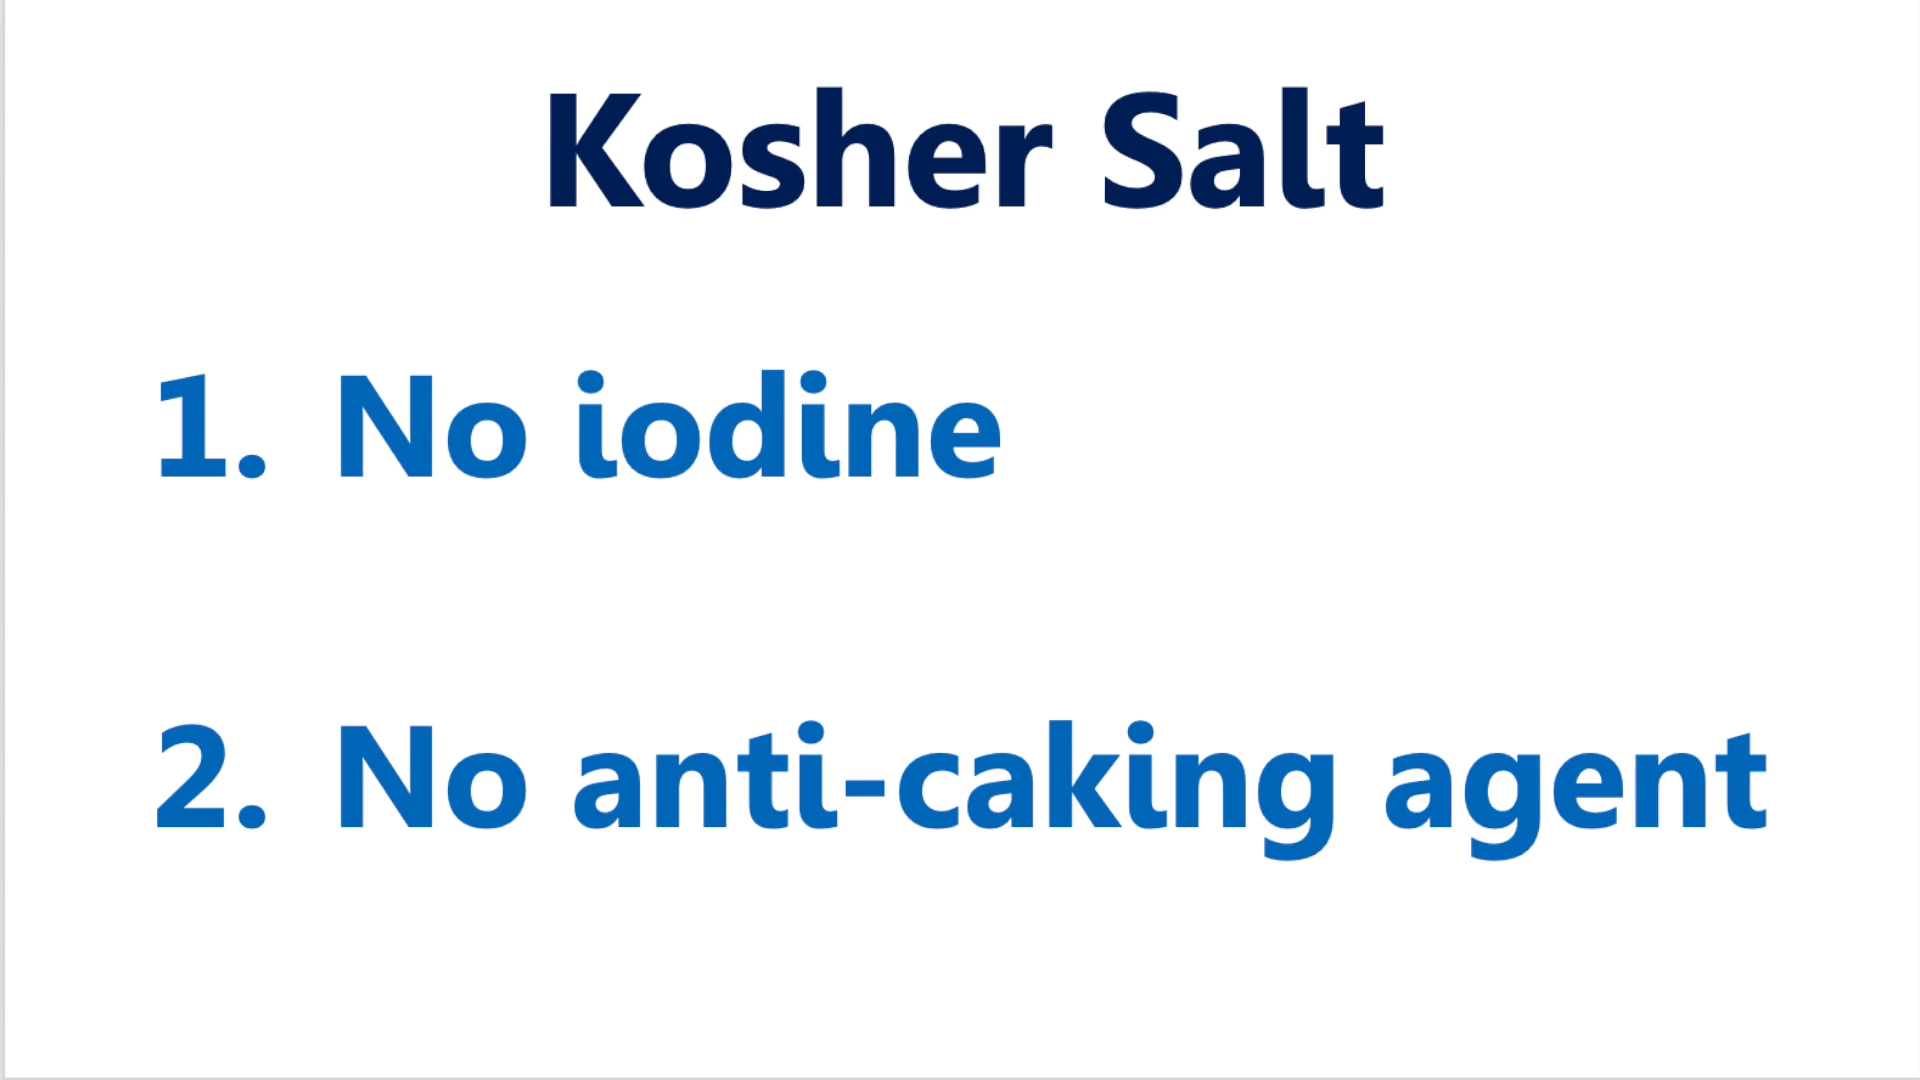 Kosher Salt
1. No iodine
2. No anti-caking agent